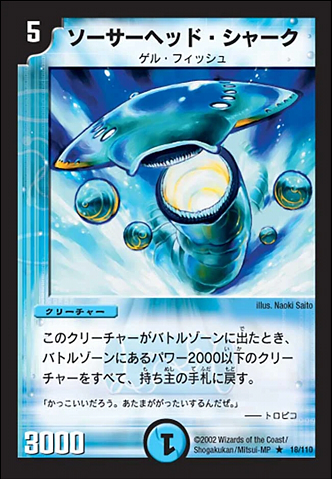 5
ソーサーヘッド・シャーク
ゲル・フィッシュ
illus. Naoki Saito
クリーチャー
このクリーチャーがバトルゾーンに出たとき、
バトルゾーンにあるパワー2000以下のクリー
チャーをすべて、持ち主の手札に戻す。
「かっこいいだろう。あたまががったいするんだぜ。」
── トロピコ
3000
1
©2002 Wizards of the Coast/
Shogakukan/Mitsui-MP ★ 18/110